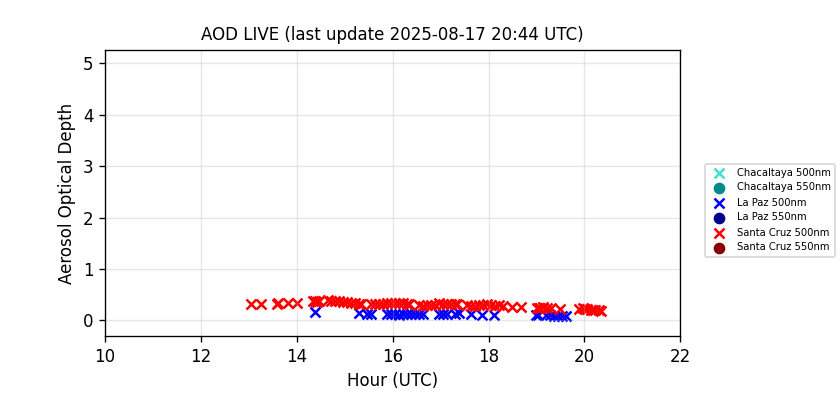 AOD LIVE (last update 2025-08-17 20:44 UTC)
5
4
3
2
1
0
Aerosol Optical Depth
10 12 14 16 18 20 22
Hour (UTC)
Chacaltaya 500nm
Chacaltaya 550nm
La Paz 500nm
La Paz 550nm
Santa Cruz 500nm
Santa Cruz 550nm